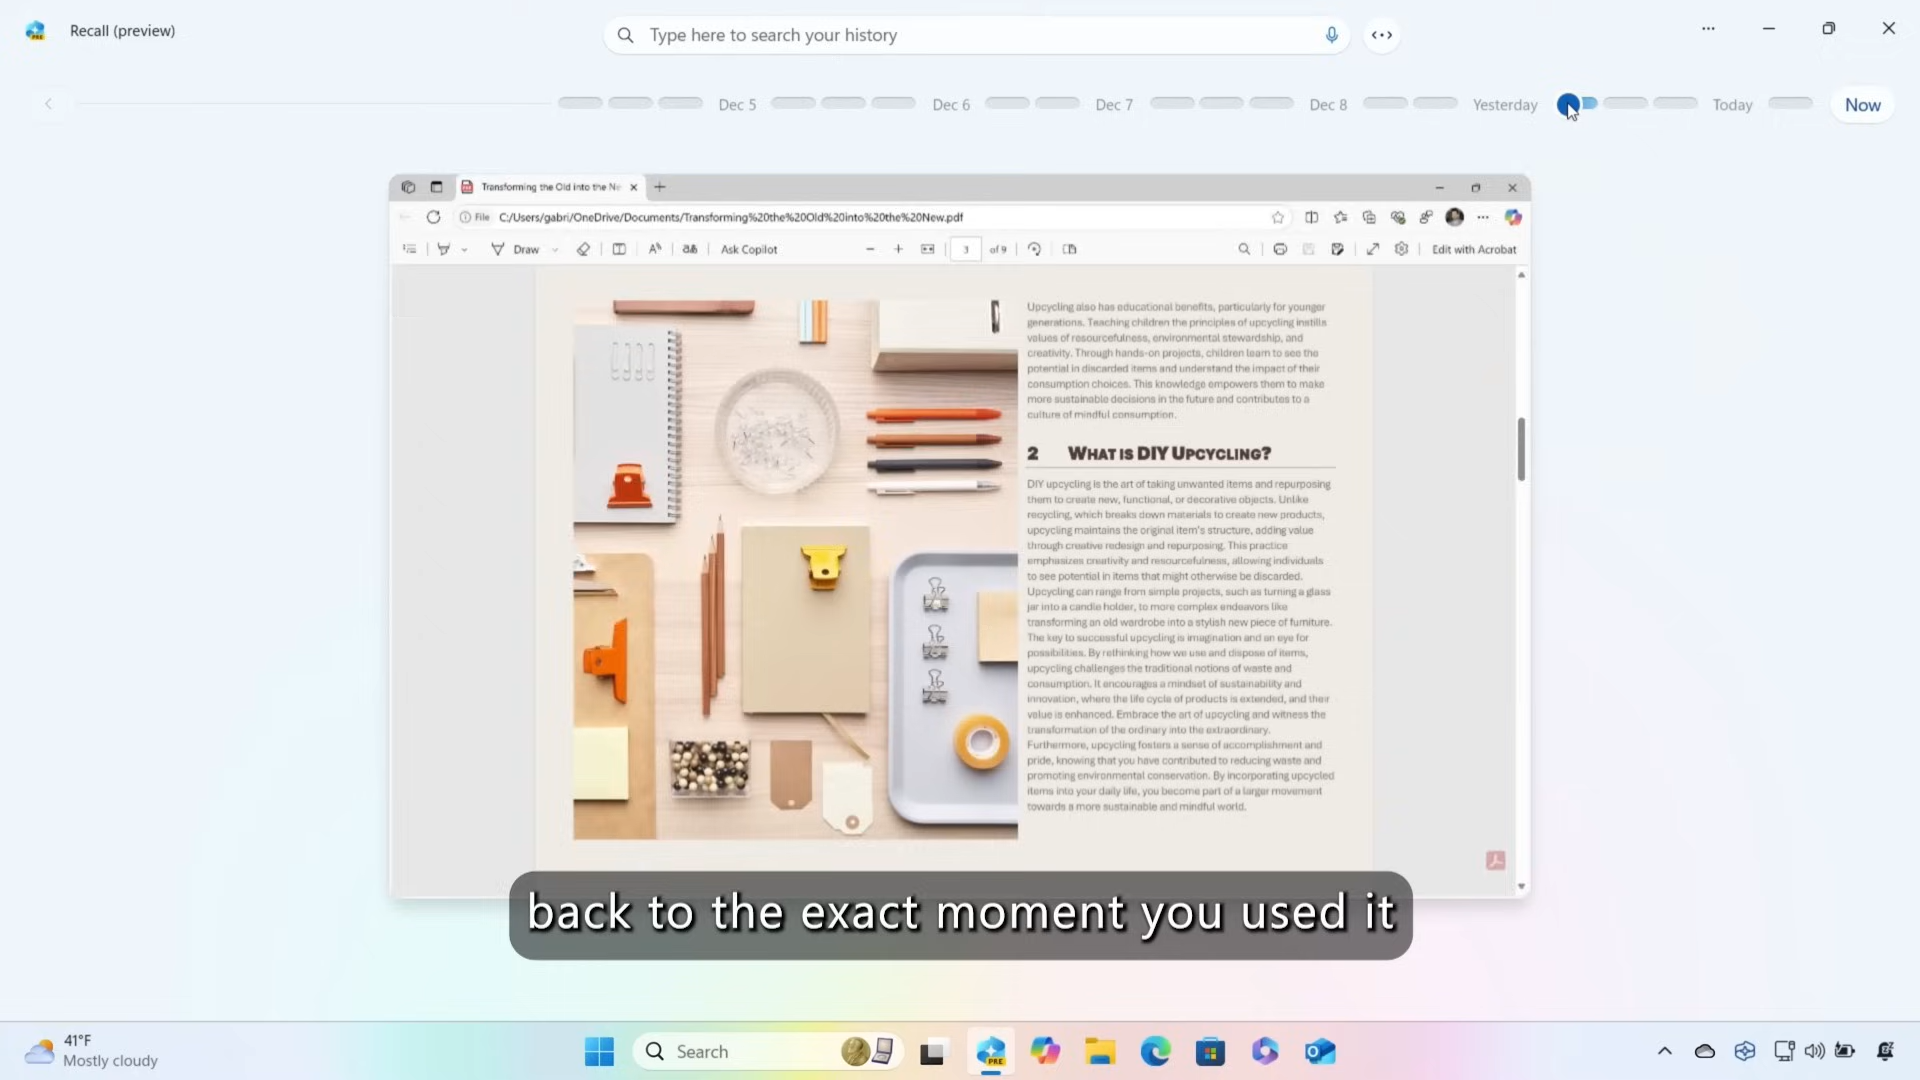 Recall (preview)
Type here to search your history
Dec 5
Dec 6
Dec 7
Dec 8
Yesterday
Today
Now
Transforming the Old into the Ne
File
C:/Users/gabri/OneDrive/Documents/Transforming%20the%20Old%20into%20the%20New.pdf
Draw
Ask Copilot
3
of 9
Edit with Acrobat
Upcycling also has educational benefits, particularly for younger
generations. Teaching children the principles of upcycling instills
values of resourcefulness, environmental stewardship, and
creativity. Through hands-on projects, children learn to see the
potential in discarded items and understand the impact of their
consumption choices. This knowledge empowers them to make
more sustainable decisions in the future and contributes to a
culture of mindful consumption.
2 What is DIY Upcycling?
DIY upcycling is the art of taking unwanted items and repurposing
them to create new, functional, or decorative objects. Unlike
recycling, which breaks down materials to create new products,
upcycling maintains the original item's structure, adding value
through creative redesign and repurposing. This practice
emphasizes creativity and resourcefulness, allowing individuals
to see potential in items that might otherwise be discarded.
Upcycling can range from simple projects, such as turning a glass
jar into a candle holder, to more complex endeavors like
transforming an old wardrobe into a stylish new piece of furniture.
The key to successful upcycling is imagination and an eye for
possibilities. By rethinking how we use and dispose of items,
upcycling challenges the traditional notions of waste and
consumption. It encourages a mindset of sustainability and
innovation, where the life cycle of products is extended, and their
value is enhanced. Embrace the art of upcycling and witness the
transformation of the ordinary into the extraordinary.
Furthermore, upcycling fosters a sense of accomplishment and
pride, knowing that you have contributed to reducing waste and
promoting environmental conservation. By incorporating upcycled
items into your daily life, you become part of a larger movement
towards a more sustainable and mindful world.
back to the exact moment you used it
41°F
Mostly cloudy
Search
PRE